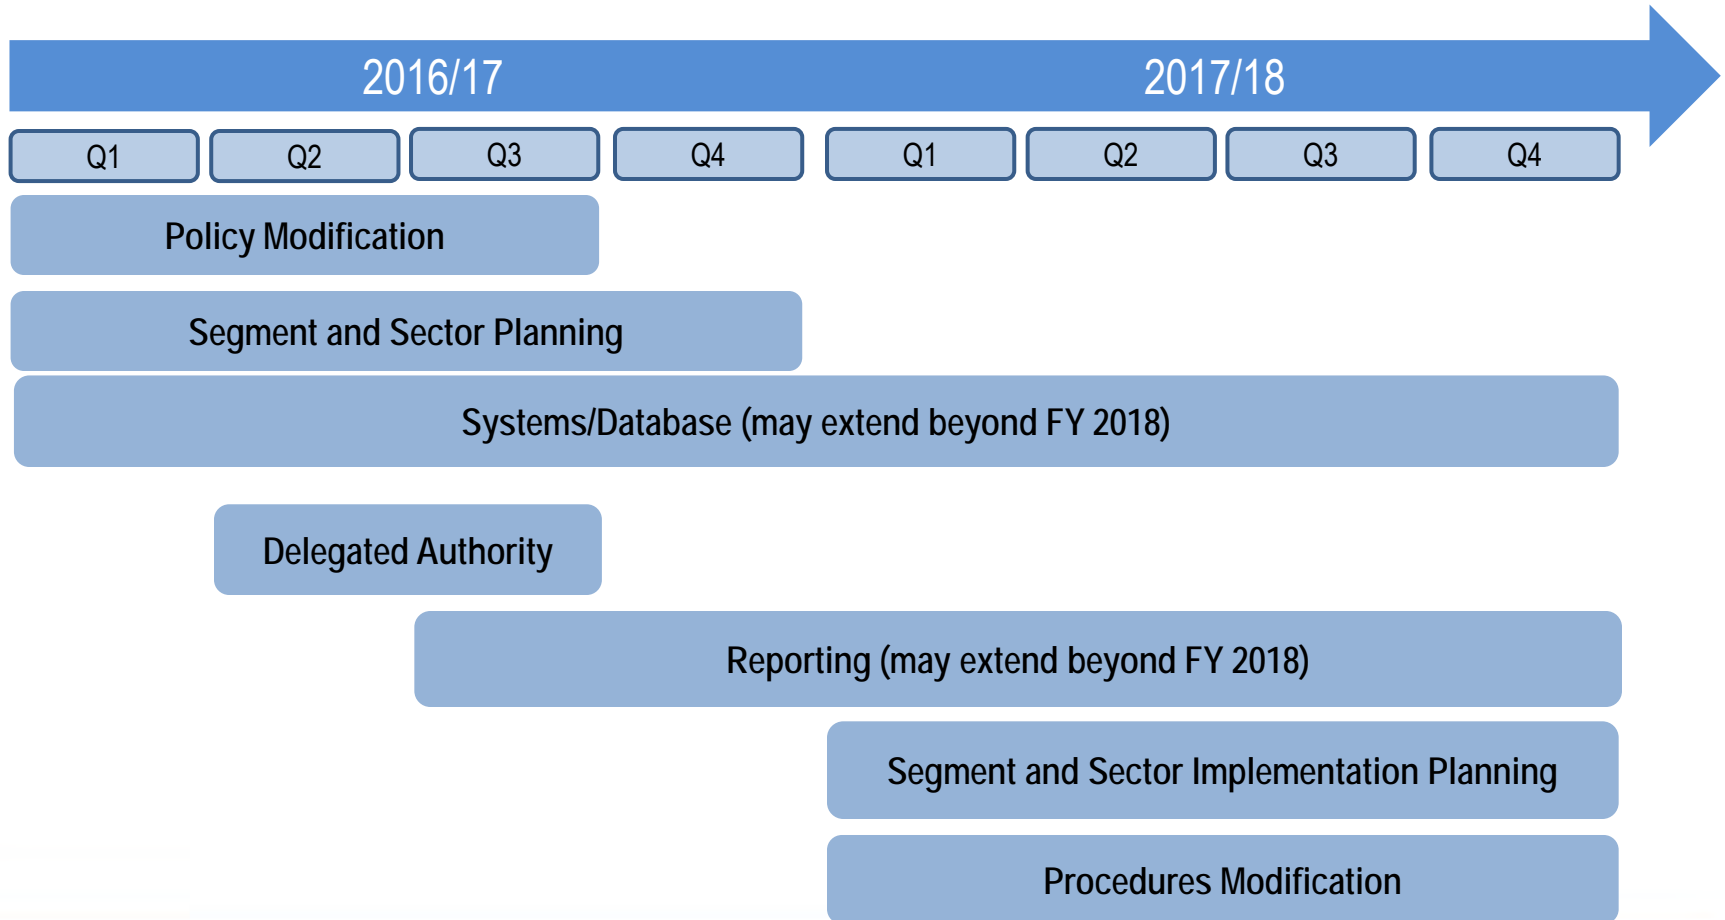 2016/17 2017/18
Q1 Q2 Q3 Q4 Q1 Q2 Q3 Q4
Policy Modification
Segment and Sector Planning
Systems/Database (may extend beyond FY 2018)
Delegated Authority
Reporting (may extend beyond FY 2018)
Segment and Sector Implementation Planning
Procedures Modification